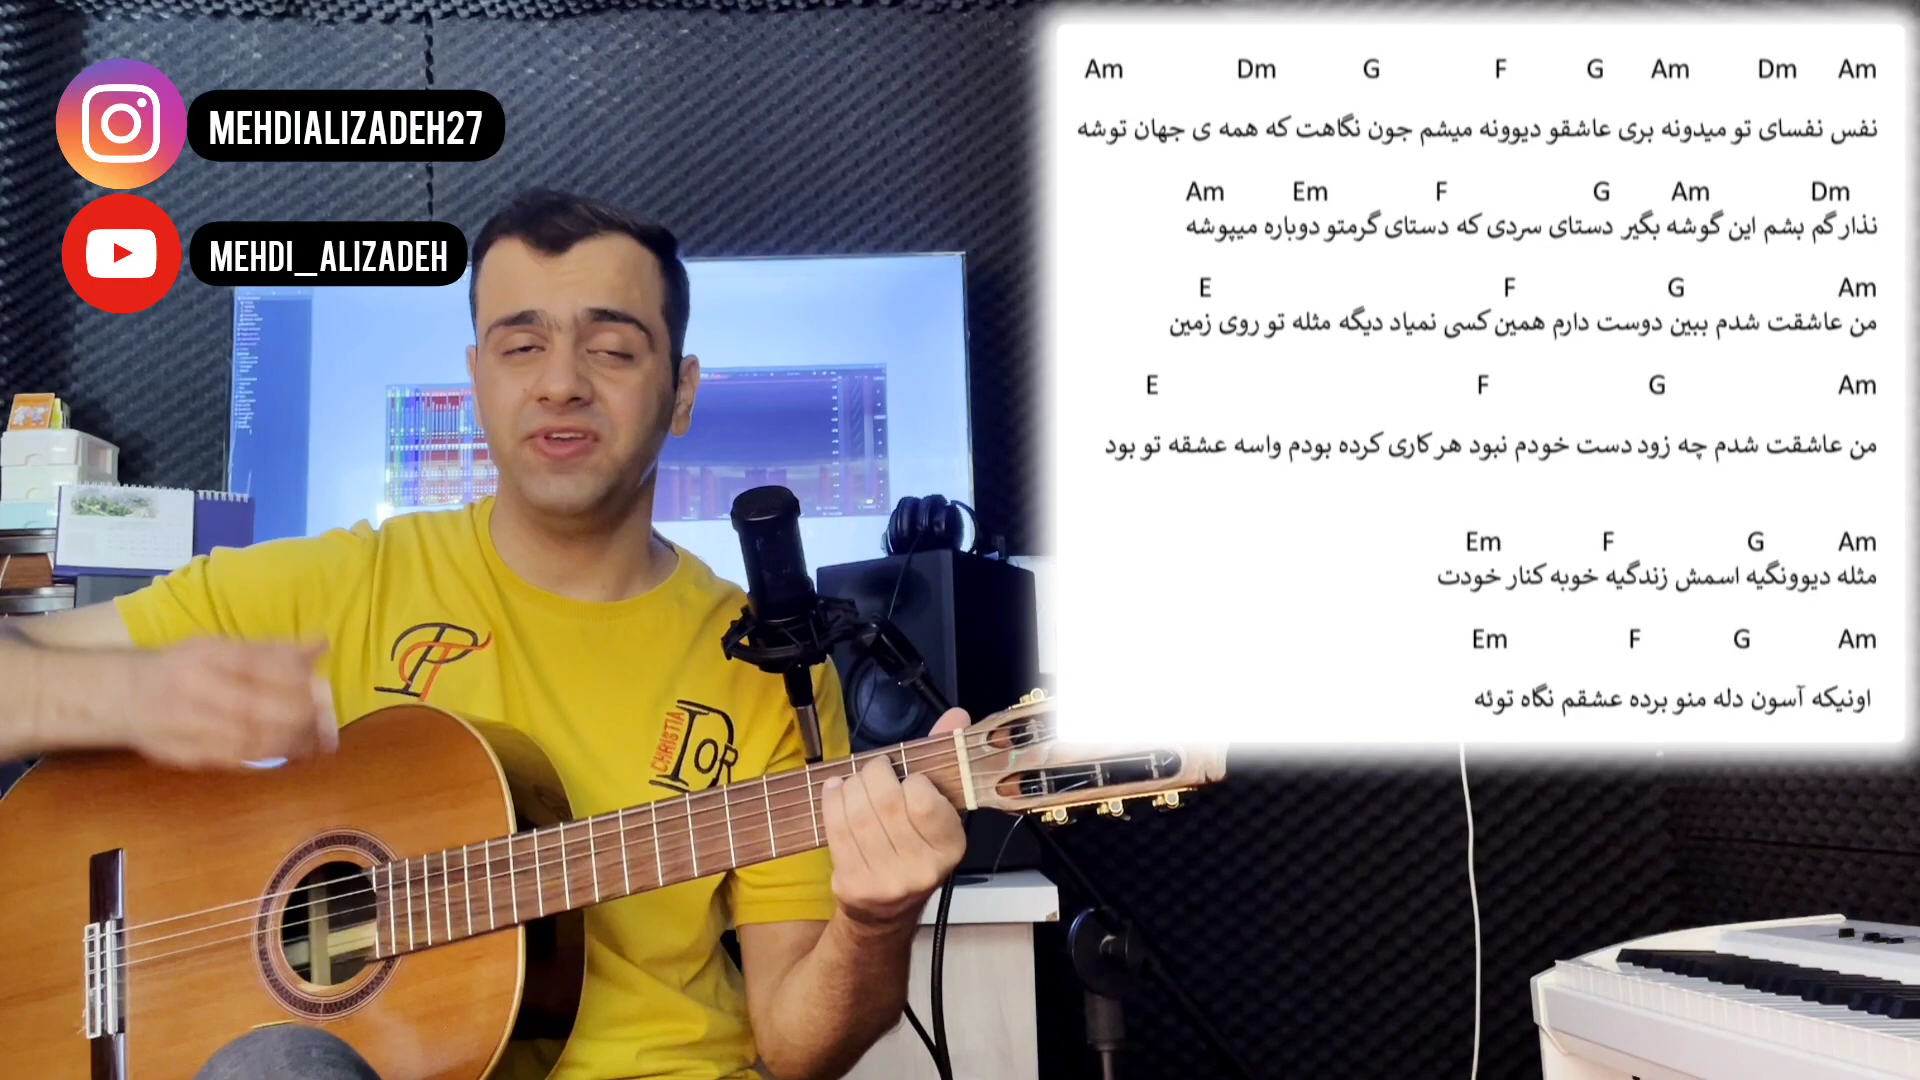 MEHDIALIZADEH27
MEHDI_ALIZADEH
Am Dm G F G Am Dm Am
نفس نفسای تو میدونه بری عاشقو دیوونه میشم جون نگاهت که همه ی جهان توشه
Am Em F G Am Dm
نذار گم بشم این گوشه بگیر دستای سردی که دستای گرمتو دوباره میپوشه
E F G Am
من عاشقت شدم ببین دوست دارم همین کسی نمیاد دیگه مثله تو روی زمین
E F G Am
من عاشقت شدم چه زود دست خودم نبود هر کاری کرده بودم واسه عشقه تو بود
Em F G Am
مثله دیوونگیه اسمش زندگیه خوبه کنار خودت
Em F G Am
اونیکه آسون دله منو برده عشقم نگاه توئه
PT
CHRISTIA
DIOR